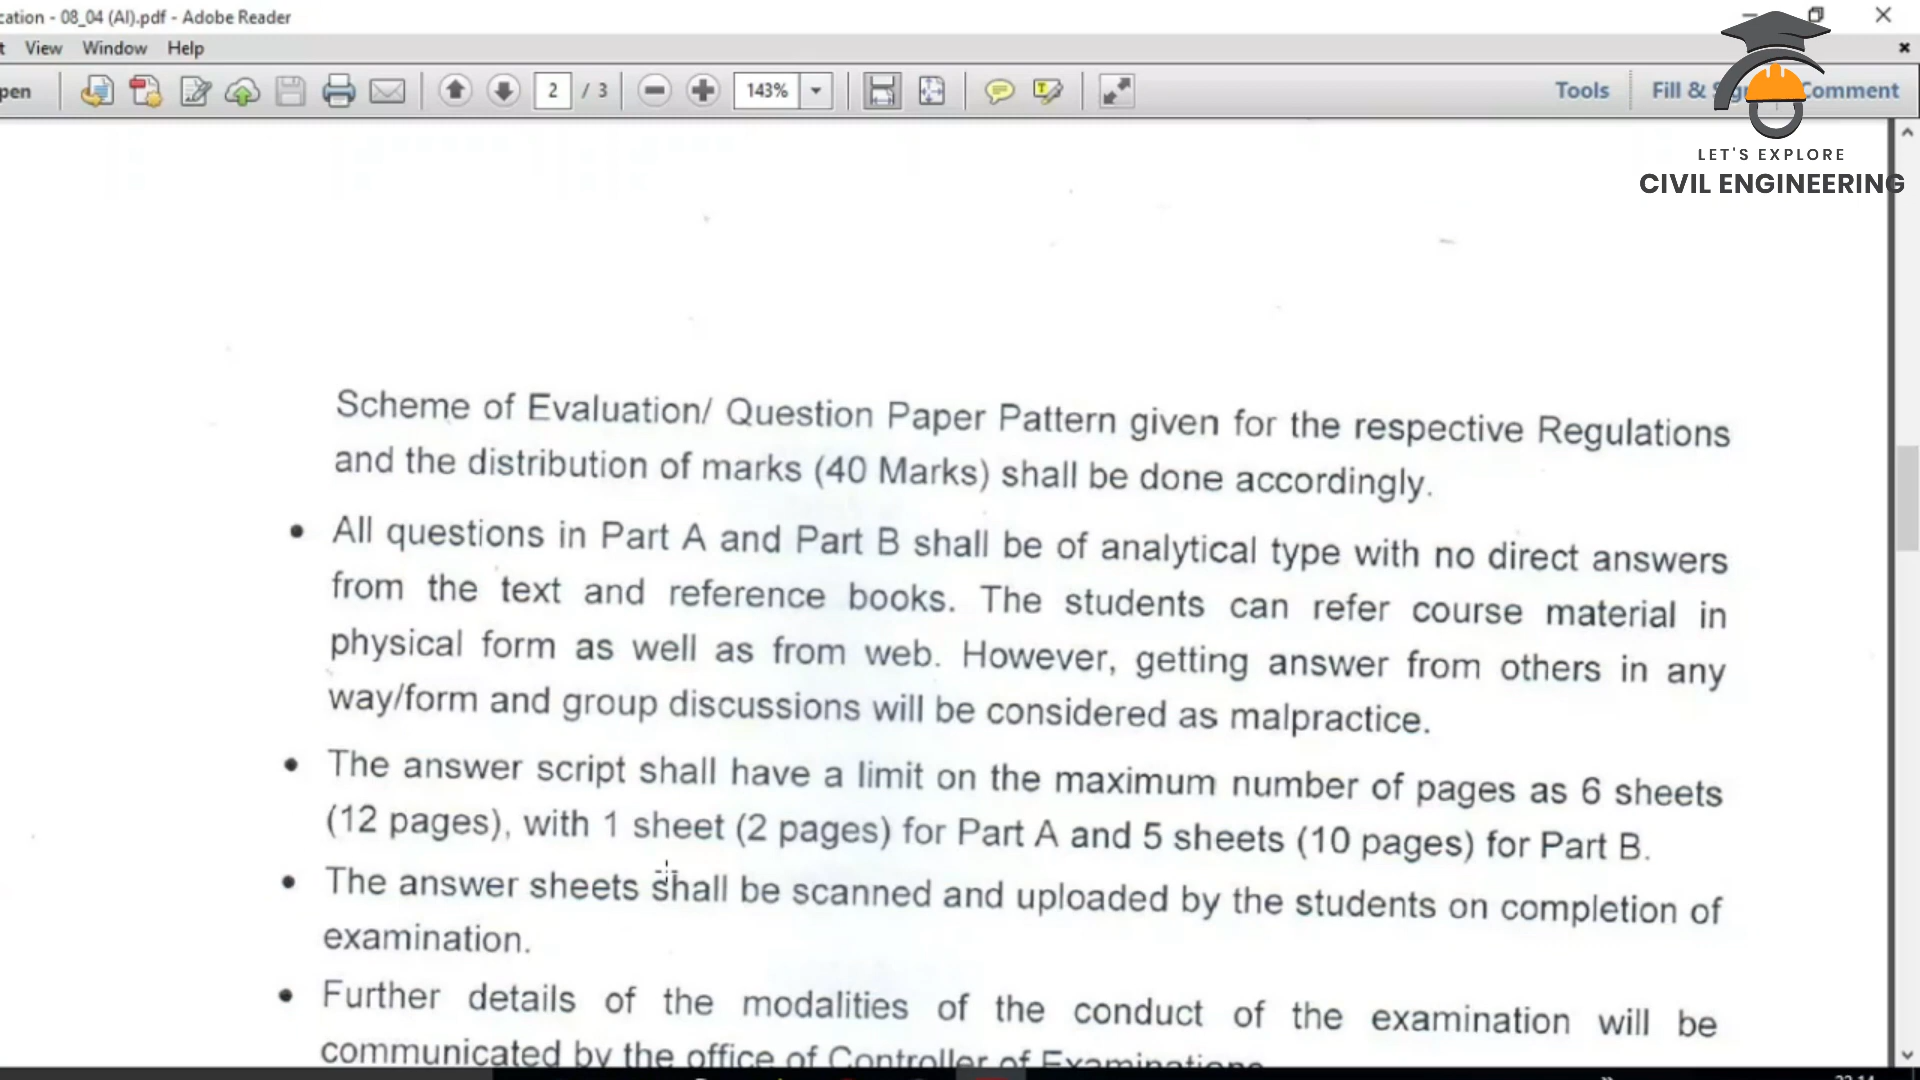 cation - 08_04 (AI).pdf - Adobe Reader
t View Window Help
pen 2 / 3 143% Tools Fill & Comment
LET'S EXPLORE
CIVIL ENGINEERING
Scheme of Evaluation/ Question Paper Pattern given for the respective Regulations
and the distribution of marks (40 Marks) shall be done accordingly.
• All questions in Part A and Part B shall be of analytical type with no direct answers
from the text and reference books. The students can refer course material in
physical form as well as from web. However, getting answer from others in any
way/form and group discussions will be considered as malpractice.
• The answer script shall have a limit on the maximum number of pages as 6 sheets
(12 pages), with 1 sheet (2 pages) for Part A and 5 sheets (10 pages) for Part B.
• The answer sheets shall be scanned and uploaded by the students on completion of
examination.
• Further details of the modalities of the conduct of the examination will be
communicated by the office of Controller of Examinations